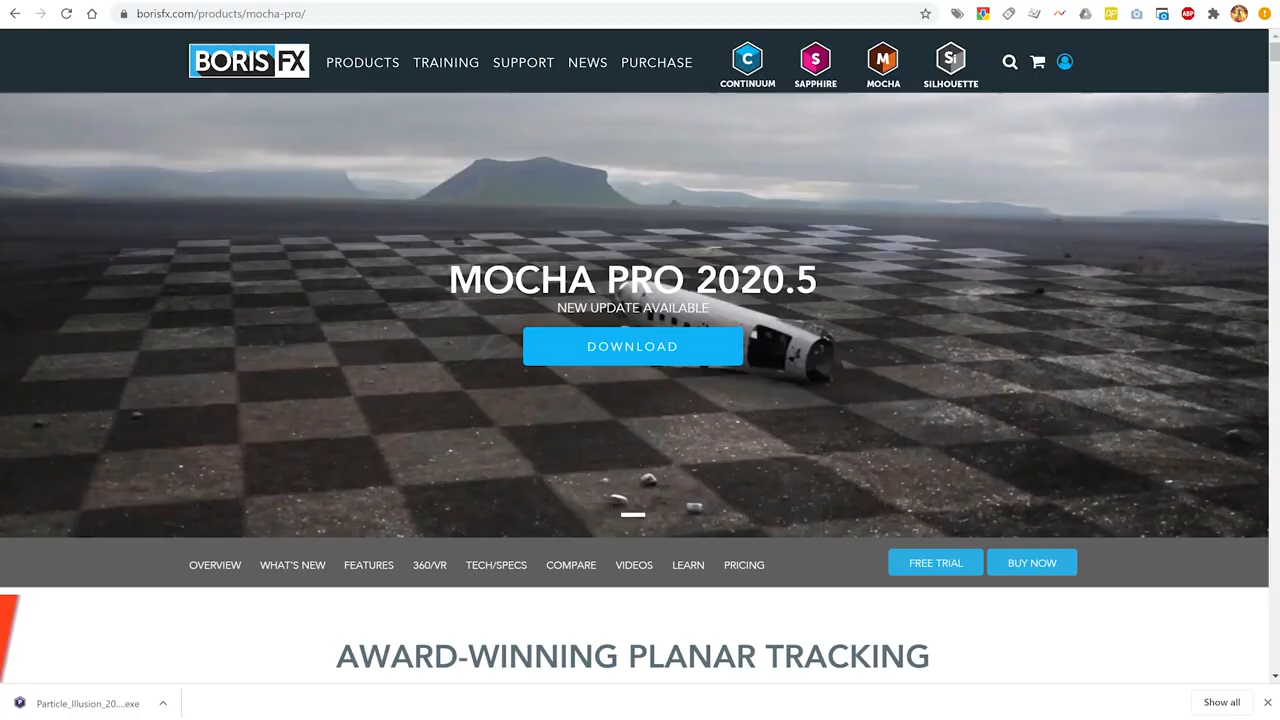 borisfx.com/products/mocha-pro/
BORIS FX
PRODUCTS TRAINING SUPPORT NEWS PURCHASE
C S M Si
CONTINUUM SAPPHIRE MOCHA SILHOUETTE
MOCHA PRO 2020.5
NEW UPDATE AVAILABLE
DOWNLOAD
OVERVIEW WHAT'S NEW FEATURES 360/VR TECH/SPECS COMPARE VIDEOS LEARN PRICING FREE TRIAL BUY NOW
AWARD-WINNING PLANAR TRACKING
Particle_Illusion_20....exe Show all